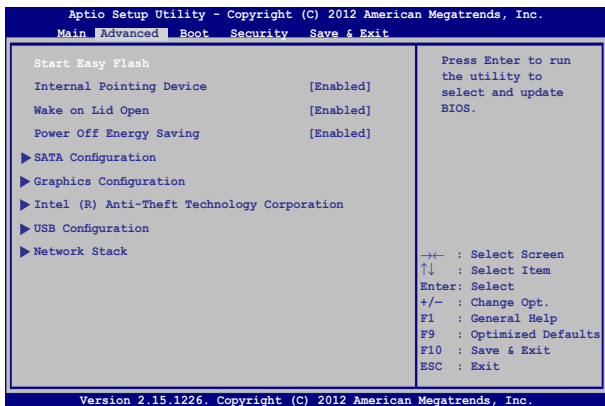 Aptio Setup Utility - Copyright (C) 2012 American Megatrends, Inc.
Main Advanced Boot Security Save & Exit
Start Easy Flash
Internal Pointing Device [Enabled]
Wake on Lid Open [Enabled]
Power Off Energy Saving [Enabled]
SATA Configuration
Graphics Configuration
Intel (R) Anti-Theft Technology Corporation
USB Configuration
Network Stack
Press Enter to run
the utility to
select and update
BIOS.
→← : Select Screen
↑↓ : Select Item
Enter: Select
+/— : Change Opt.
F1 : General Help
F9 : Optimized Defaults
F10 : Save & Exit
ESC : Exit
Version 2.15.1226. Copyright (C) 2012 American Megatrends, Inc.